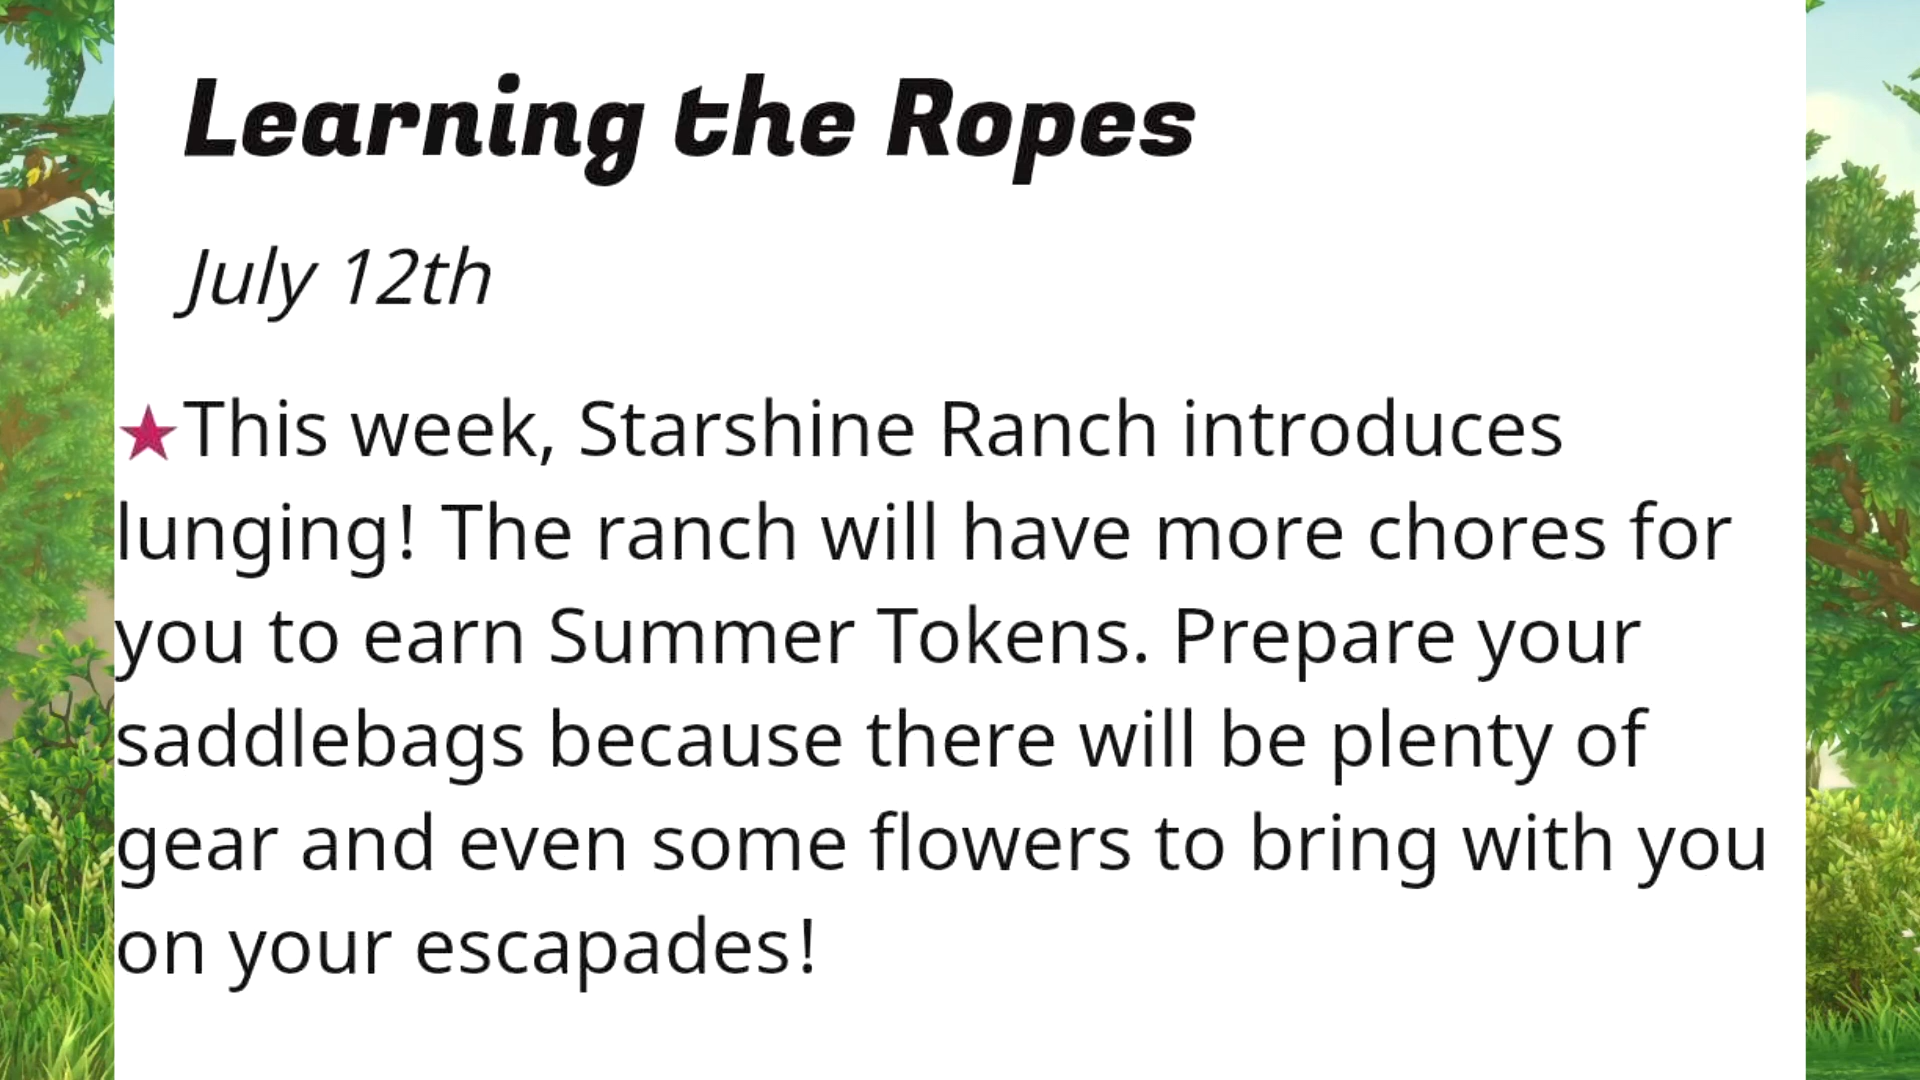 Learning the Ropes
July 12th
★This week, Starshine Ranch introduces
lunging! The ranch will have more chores for
you to earn Summer Tokens. Prepare your
saddlebags because there will be plenty of
gear and even some flowers to bring with you
on your escapades!